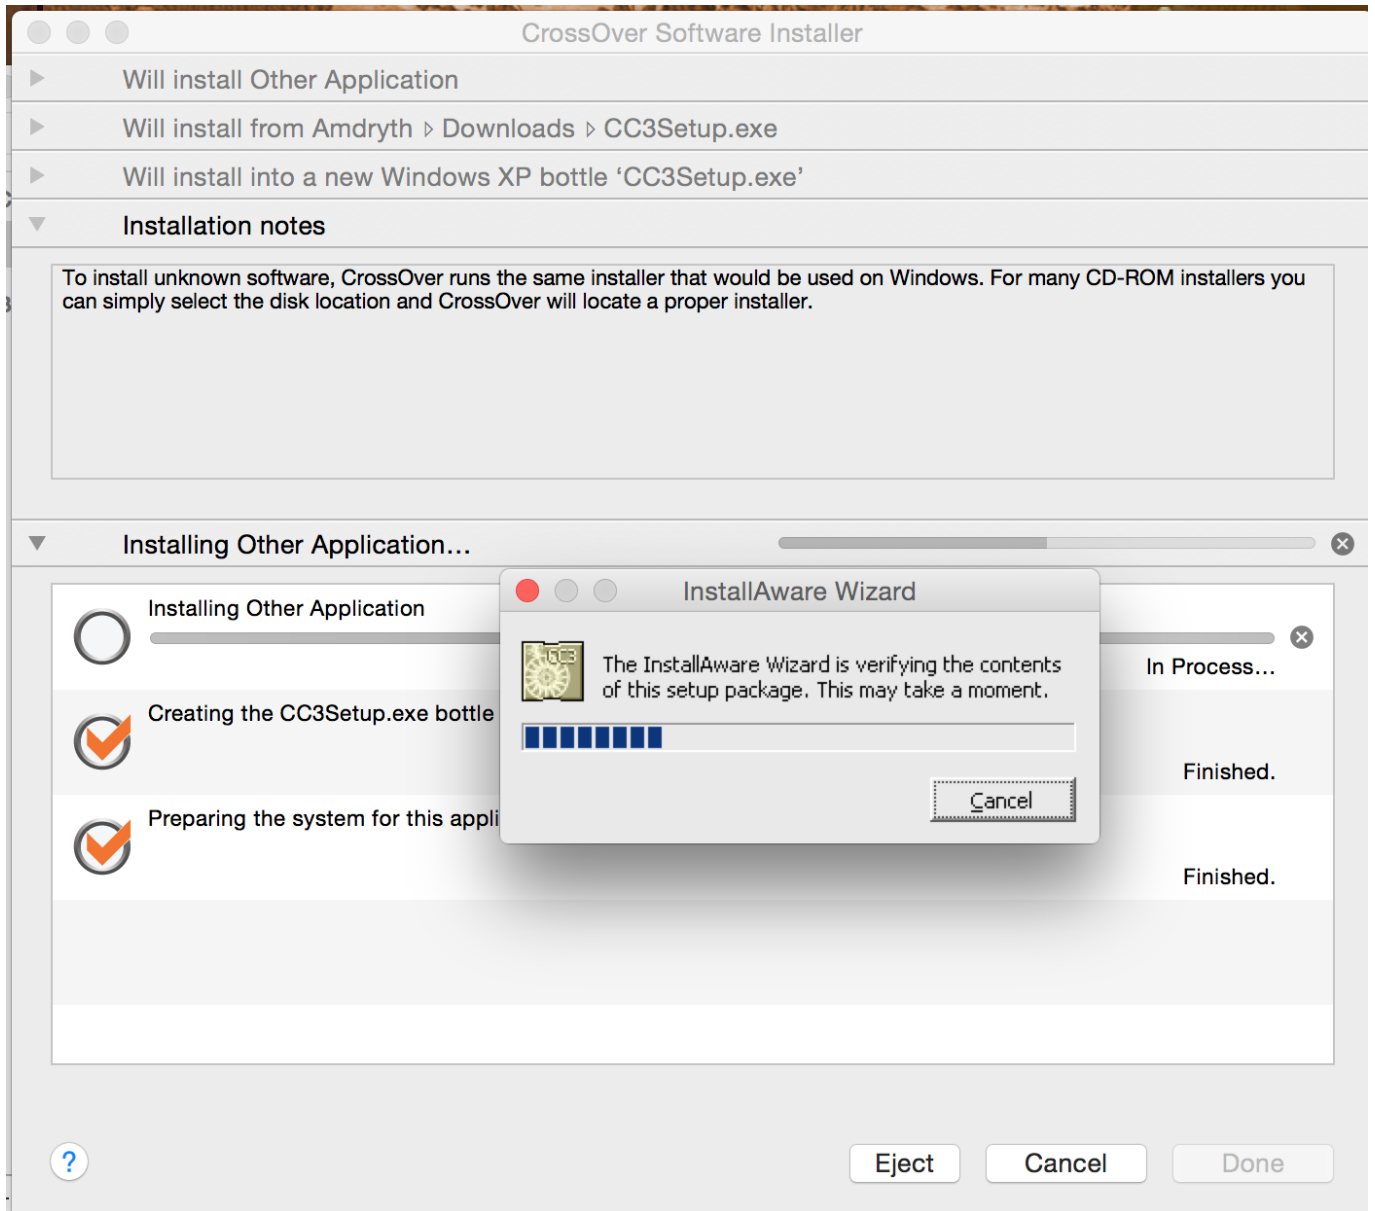 CrossOver Software Installer
Will install Other Application
Will install from Amdryth ▹ Downloads ▹ CC3Setup.exe
Will install into a new Windows XP bottle ‘CC3Setup.exe’
Installation notes
To install unknown software, CrossOver runs the same installer that would be used on Windows. For many CD-ROM installers you
can simply select the disk location and CrossOver will locate a proper installer.
Installing Other Application...
Installing Other Application
In Process...
Creating the CC3Setup.exe bottle
Finished.
Preparing the system for this appli
Finished.
InstallAware Wizard
CC3
The InstallAware Wizard is verifying the contents
of this setup package. This may take a moment.
Cancel
?
Eject
Cancel
Done